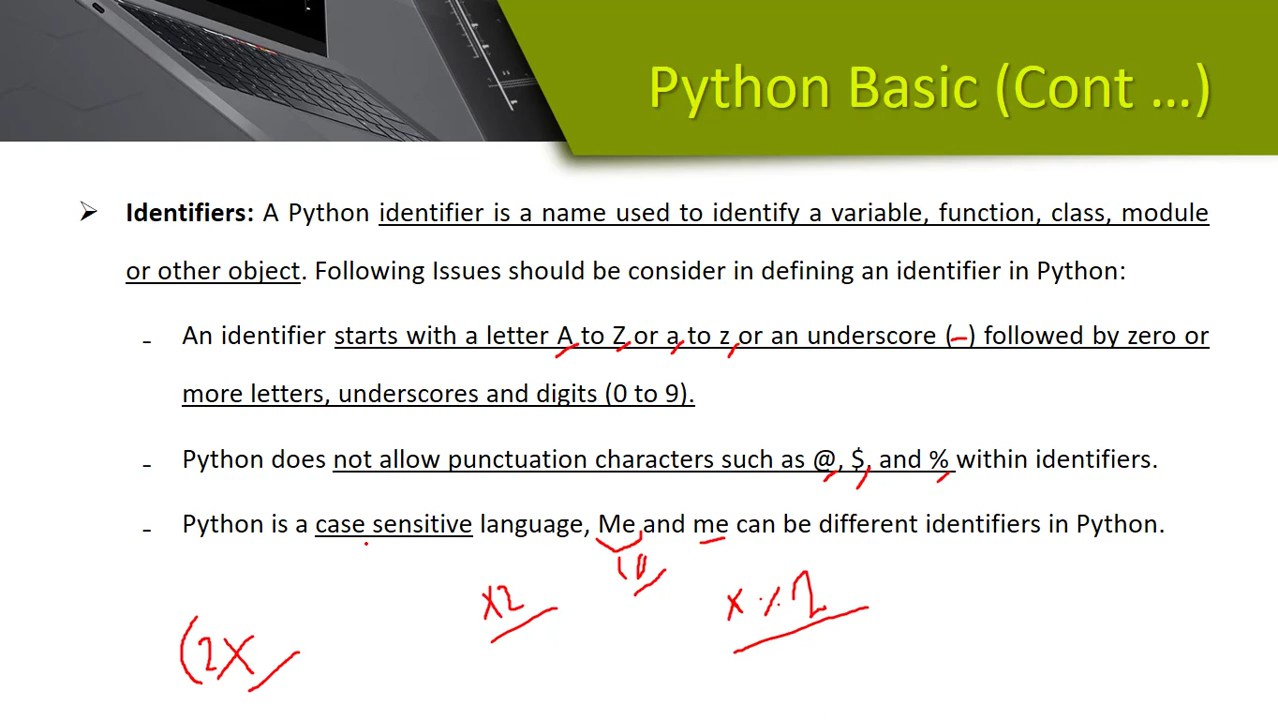 Python Basic (Cont …)
➢ Identifiers: A Python identifier is a name used to identify a variable, function, class, module
or other object. Following Issues should be consider in defining an identifier in Python:
- An identifier starts with a letter A to Z or a to z or an underscore (_) followed by zero or
more letters, underscores and digits (0 to 9).
- Python does not allow punctuation characters such as @, $, and % within identifiers.
- Python is a case sensitive language, Me and me can be different identifiers in Python.
10
x2
x%2
(2x